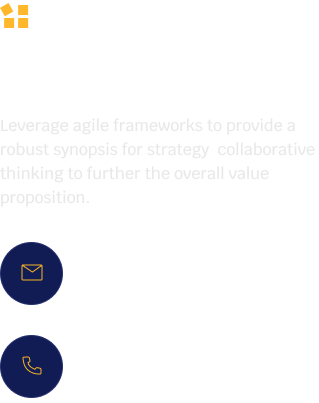 Leverage agile frameworks to provide a
robust synopsis for strategy collaborative
thinking to further the overall value
proposition.